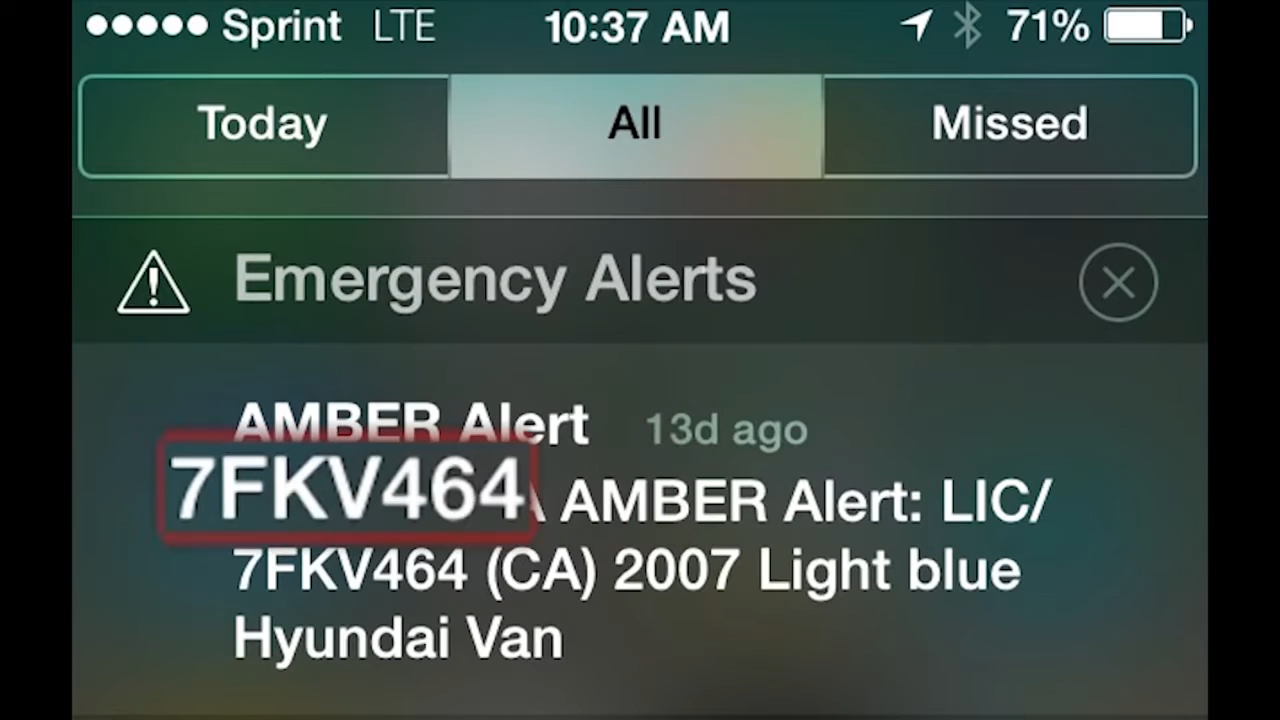 Sprint LTE 10:37 AM 71%
Today All Missed
Emergency Alerts
AMBER Alert 13d ago
7FKV464 AMBER Alert: LIC/
7FKV464 (CA) 2007 Light blue
Hyundai Van